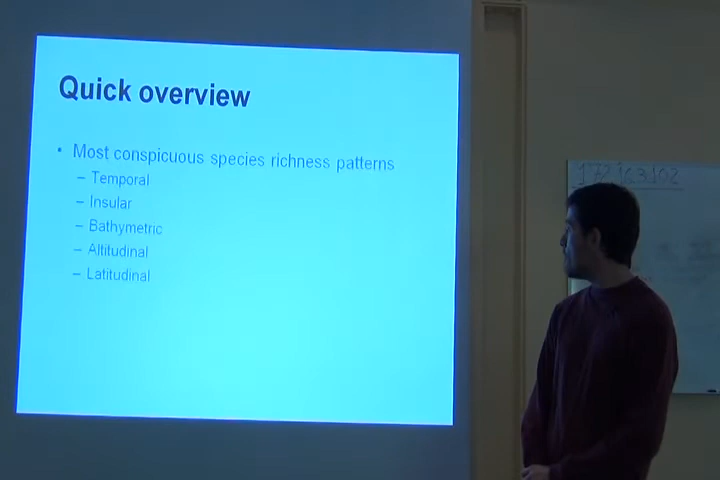 Quick overview
• Most conspicuous species richness patterns
– Temporal
– Insular
– Bathymetric
– Altitudinal
– Latitudinal